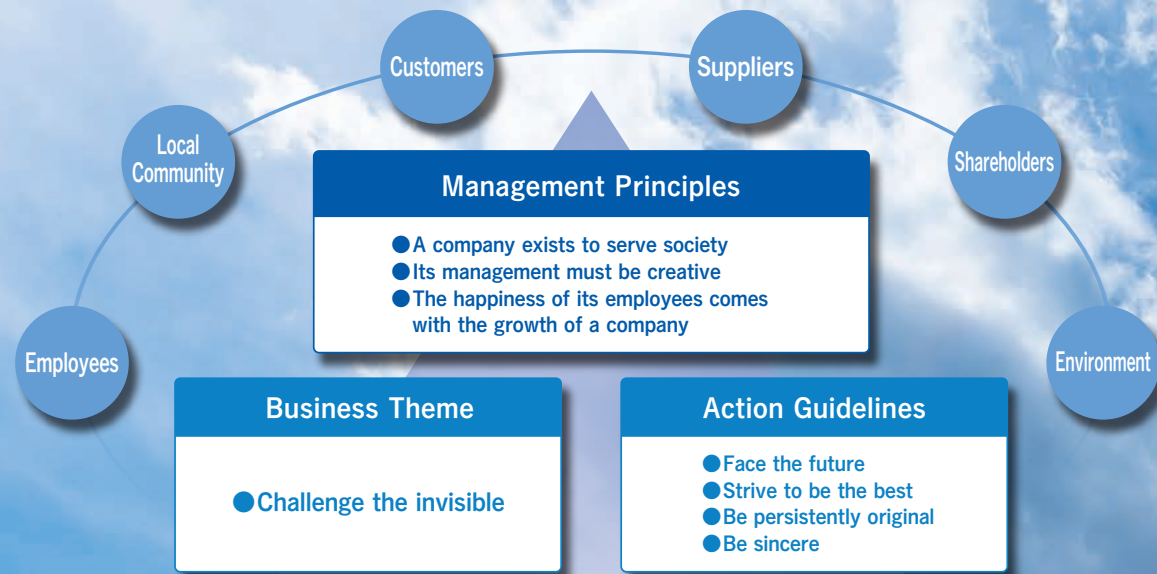 Customers
Suppliers
Local
Community
Shareholders
Employees
Environment
Management Principles
●A company exists to serve society
●Its management must be creative
●The happiness of its employees comes
with the growth of a company
Business Theme
●Challenge the invisible
Action Guidelines
●Face the future
●Strive to be the best
●Be persistently original
●Be sincere